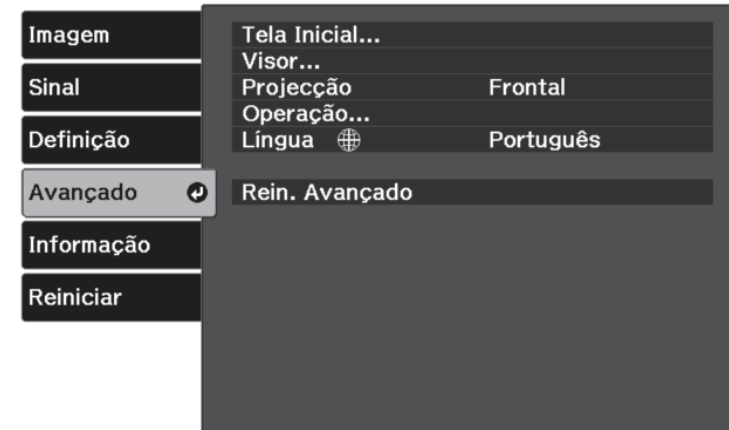 Imagem
Sinal
Definição
Avançado
Informação
Reiniciar
Tela Inicial...
Visor...
Projecção Frontal
Operação...
Língua Português
Rein. Avançado